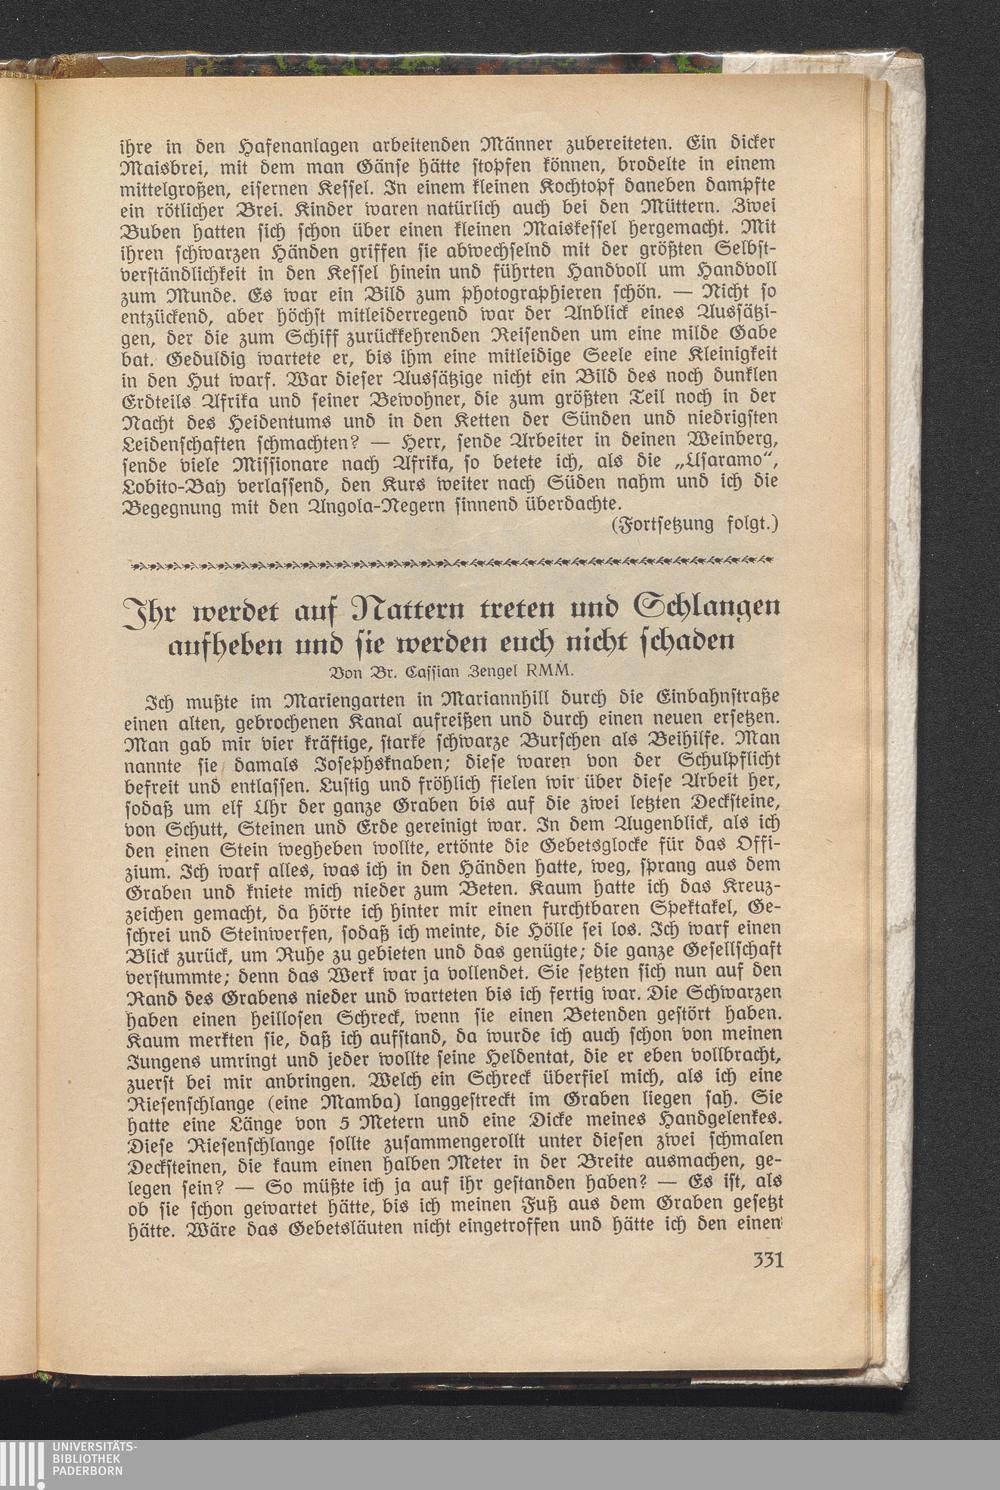 ihre in den Hafenanlagen arbeitenden Männer zubereiteten. Ein dicker
Maisbrei, mit dem man Gänse hätte stopfen können, brodelte in einem
mittelgroßen, eisernen Kessel. In einem kleinen Kochtopf daneben dampfte
ein rötlicher Brei. Kinder waren natürlich auch bei den Müttern. Zwei
Buben hatten sich schon über einen kleinen Maiskessel hergemacht. Mit
ihren schwarzen Händen griffen sie abwechselnd mit der größten Selbst-
verständlichkeit in den Kessel hinein und führten Handvoll um Handvoll
zum Munde. Es war ein Bild zum photographieren schön. — Nicht so
entzückend, aber höchst mitleiderregend war der Anblick eines Aussätzi-
gen, der die zum Schiff zurückkehrenden Reisenden um eine milde Gabe
bat. Geduldig wartete er, bis ihm eine mitleidige Seele eine Kleinigkeit
in den Hut warf. War dieser Aussätzige nicht ein Bild des noch dunklen
Erdteils Afrika und seiner Bewohner, die zum größten Teil noch in der
Nacht des Heidentums und in den Ketten der Sünden und niedrigsten
Leidenschaften schmachten? — Herr, sende Arbeiter in deinen Weinberg,
sende viele Missionare nach Afrika, so betete ich, als die „Usaramo“,
Lobito-Bay verlassend, den Kurs weiter nach Süden nahm und ich die
Begegnung mit den Angola-Negern sinnend überdachte.
(Fortsetzung folgt.)
Ihr werdet auf Nattern treten und Schlangen
aufheben und sie werden euch nicht schaden
Von Br. Cassian Zengel RMM.
Ich mußte im Mariengarten in Mariannhill durch die Einbahnstraße
einen alten, gebrochenen Kanal aufreißen und durch einen neuen ersetzen.
Man gab mir vier kräftige, starke schwarze Burschen als Beihilfe. Man
nannte sie damals Josephsknaben; diese waren von der Schulpflicht
befreit und entlassen. Lustig und fröhlich fielen wir über diese Arbeit her,
sodaß um elf Uhr der ganze Graben bis auf die zwei letzten Decksteine,
von Schutt, Steinen und Erde gereinigt war. In dem Augenblick, als ich
den einen Stein wegheben wollte, ertönte die Gebetsglocke für das Offi-
zium. Ich warf alles, was ich in den Händen hatte, weg, sprang aus dem
Graben und kniete mich nieder zum Beten. Kaum hatte ich das Kreuz-
zeichen gemacht, da hörte ich hinter mir einen furchtbaren Spektakel, Ge-
schrei und Steinwerfen, sodaß ich meinte, die Hölle sei los. Ich warf einen
Blick zurück, um Ruhe zu gebieten und das genügte; die ganze Gesellschaft
verstummte; denn das Werk war ja vollendet. Sie setzten sich nun auf den
Rand des Grabens nieder und warteten bis ich fertig war. Die Schwarzen
haben einen heillosen Schreck, wenn sie einen Betenden gestört haben.
Kaum merkten sie, daß ich aufstand, da wurde ich auch schon von meinen
Jungens umringt und jeder wollte seine Heldentat, die er eben vollbracht,
zuerst bei mir anbringen. Welch ein Schreck überfiel mich, als ich eine
Riesenschlange (eine Mamba) langgestreckt im Graben liegen sah. Sie
hatte eine Länge von 5 Metern und eine Dicke meines Handgelenkes.
Diese Riesenschlange sollte zusammengerollt unter diesen zwei schmalen
Decksteinen, die kaum einen halben Meter in der Breite ausmachen, ge-
legen sein? — So müßte ich ja auf ihr gestanden haben? — Es ist, als
ob sie schon gewartet hätte, bis ich meinen Fuß aus dem Graben gesetzt
hätte. Wäre das Gebetsläuten nicht eingetroffen und hätte ich den einen
331
UNIVERSITÄTS-
BIBLIOTHEK
PADERBORN